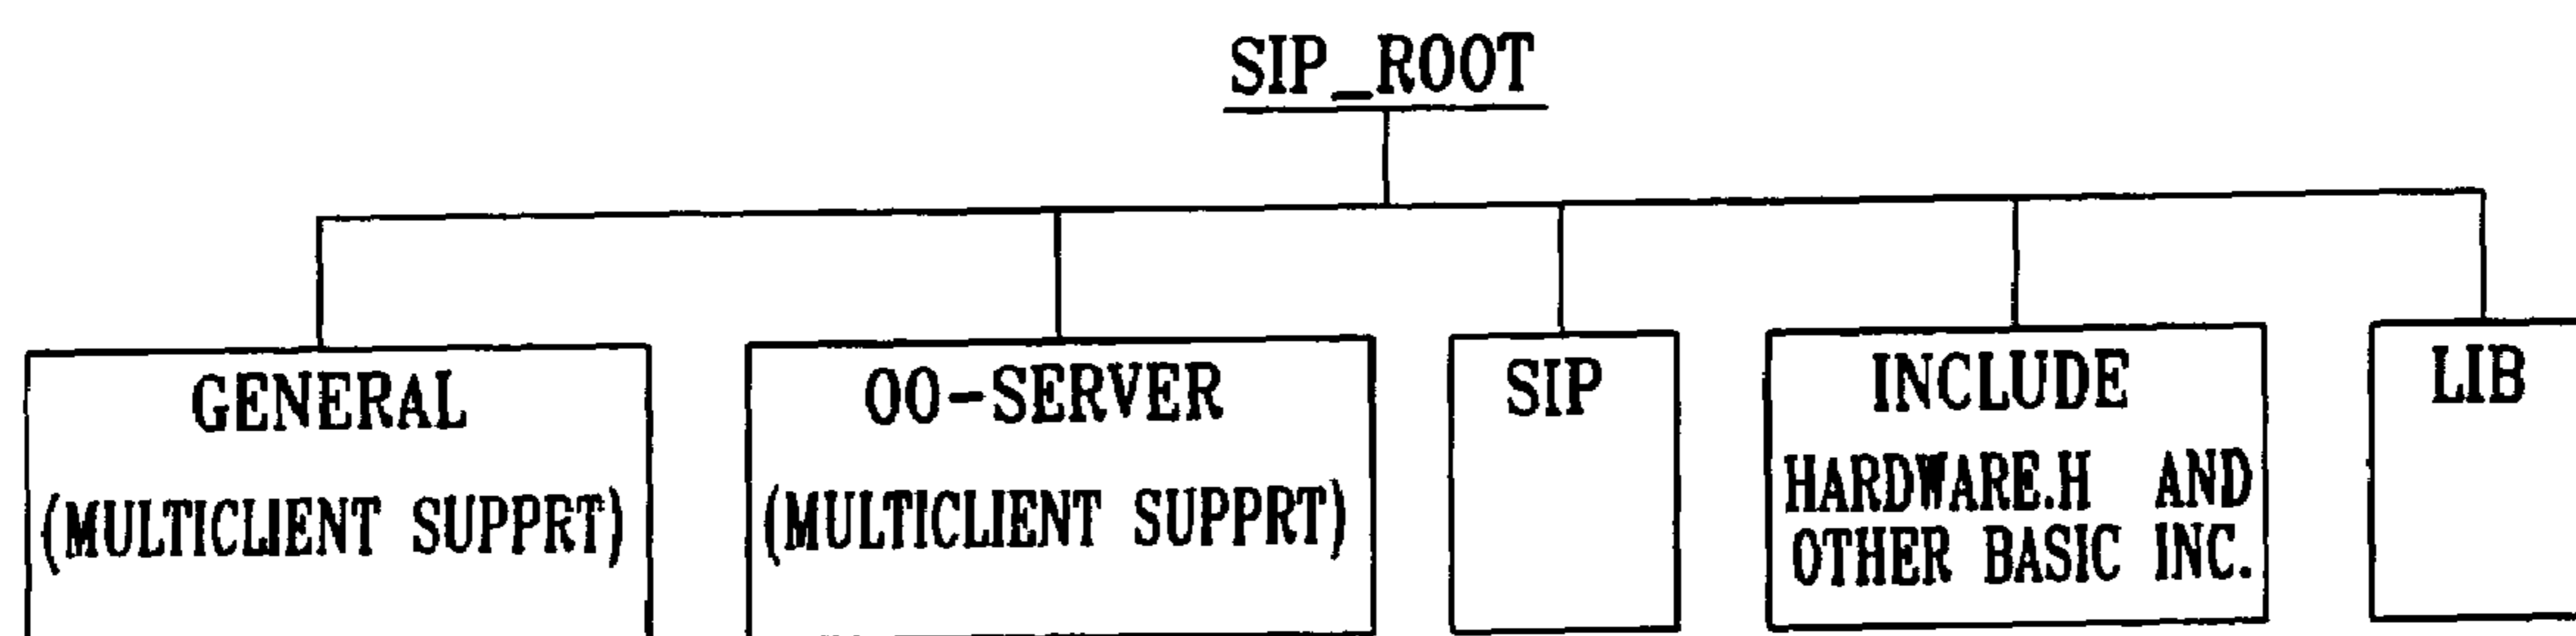 SIP_ROOT
GENERAL
(MULTICLIENT SUPPRT)
OO-SERVER
(MULTICLIENT SUPPRT)
SIP
INCLUDE
HARDWARE.H AND
OTHER BASIC INC.
LIB